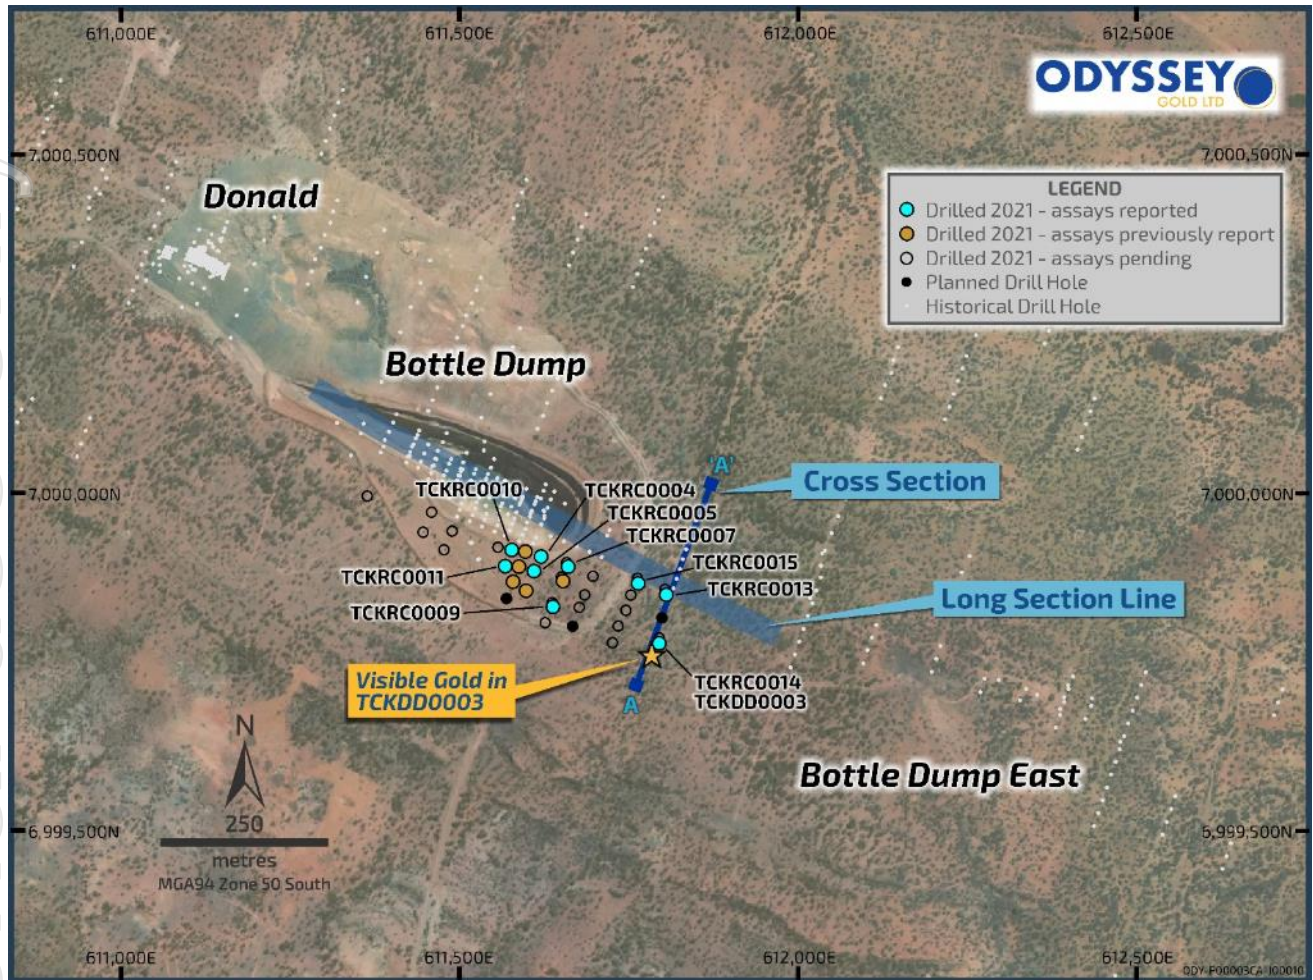 611,000E
611,500E
612,000E
612,500E
ODYSSEY
GOLD LTD
7,000,500N
7,000,500N
Donald
LEGEND
Drilled 2021 - assays reported
Drilled 2021 - assays previously report
Drilled 2021 - assays pending
Planned Drill Hole
Historical Drill Hole
Bottle Dump
'A'
Cross Section
7,000,000N
7,000,000N
TCKRC0010
TCKRC0004
TCKRC0005
TCKRC0007
TCKRC0011
TCKRC0015
TCKRC0013
TCKRC0009
Long Section Line
Visible Gold in
TCKDD0003
TCKRC0014
TCKDD0003
A
N
Bottle Dump East
250
metres
MGA94 Zone 50 South
6,999,500N
6,999,500N
611,000E
611,500E
612,000E
612,500E